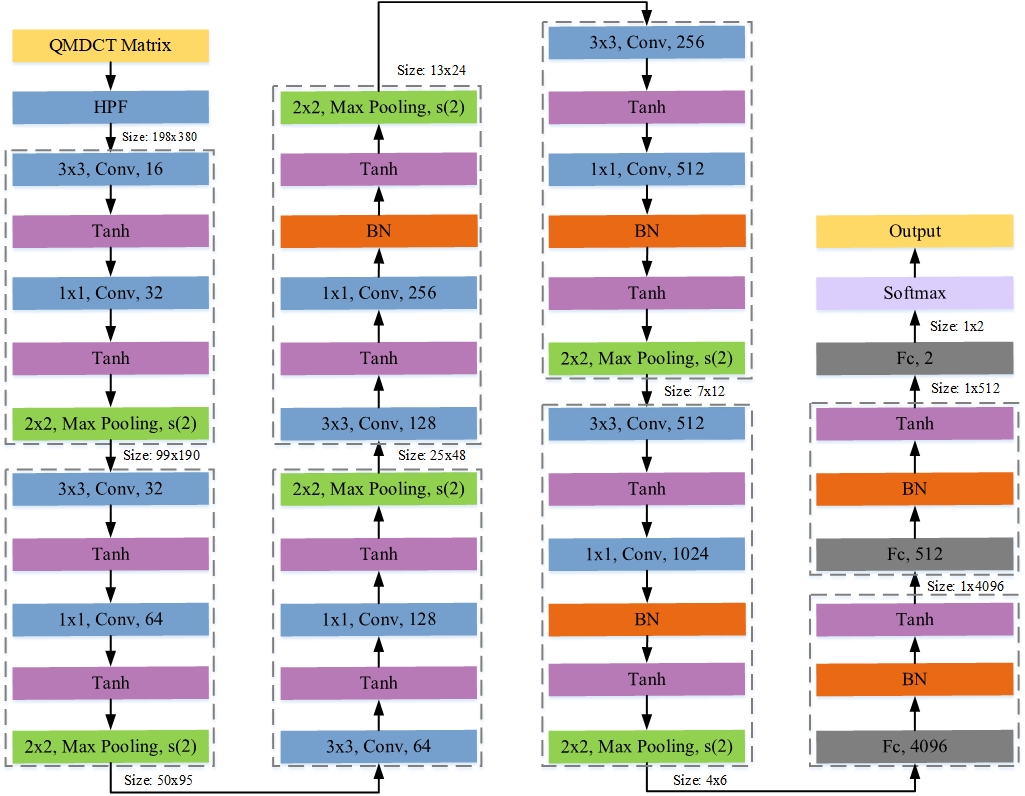 QMDCT Matrix
HPF
Size: 198x380
3x3, Conv, 16
Tanh
1x1, Conv, 32
Tanh
2x2, Max Pooling, s(2)
Size: 99x190
3x3, Conv, 32
Tanh
1x1, Conv, 64
Tanh
2x2, Max Pooling, s(2)
Size: 50x95
3x3, Conv, 64
Tanh
1x1, Conv, 128
Tanh
2x2, Max Pooling, s(2)
Size: 25x48
3x3, Conv, 128
Tanh
1x1, Conv, 256
BN
Tanh
2x2, Max Pooling, s(2)
Size: 13x24
3x3, Conv, 256
Tanh
1x1, Conv, 512
BN
Tanh
2x2, Max Pooling, s(2)
Size: 7x12
3x3, Conv, 512
Tanh
1x1, Conv, 1024
BN
Tanh
2x2, Max Pooling, s(2)
Size: 4x6
Fc, 4096
BN
Tanh
Size: 1x4096
Fc, 512
BN
Tanh
Size: 1x512
Fc, 2
Size: 1x2
Softmax
Output